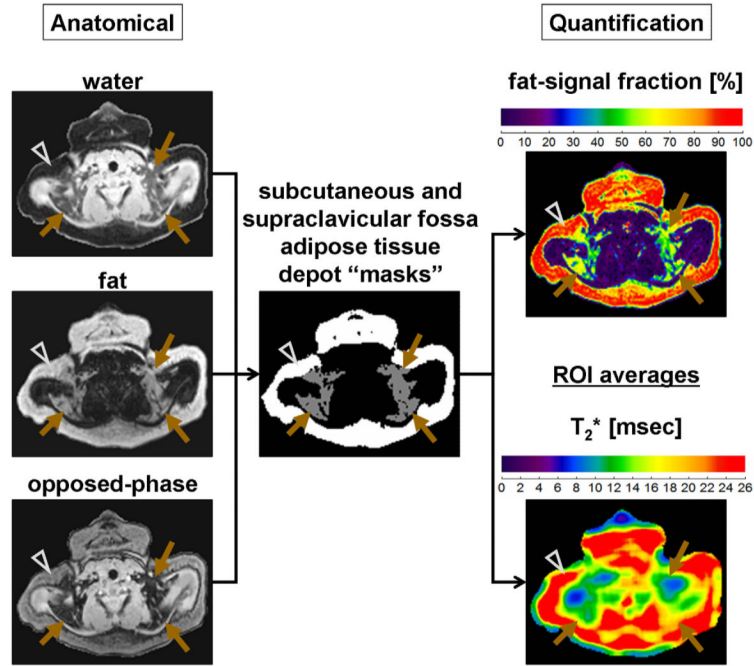 Anatomical
water
fat
opposed-phase
subcutaneous and
supraclavicular fossa
adipose tissue
depot “masks”
Quantification
fat-signal fraction [%]
0 10 20 30 40 50 60 70 80 90 100
ROI averages
T₂* [msec]
0 2 4 6 8 10 12 14 16 18 20 22 24 26